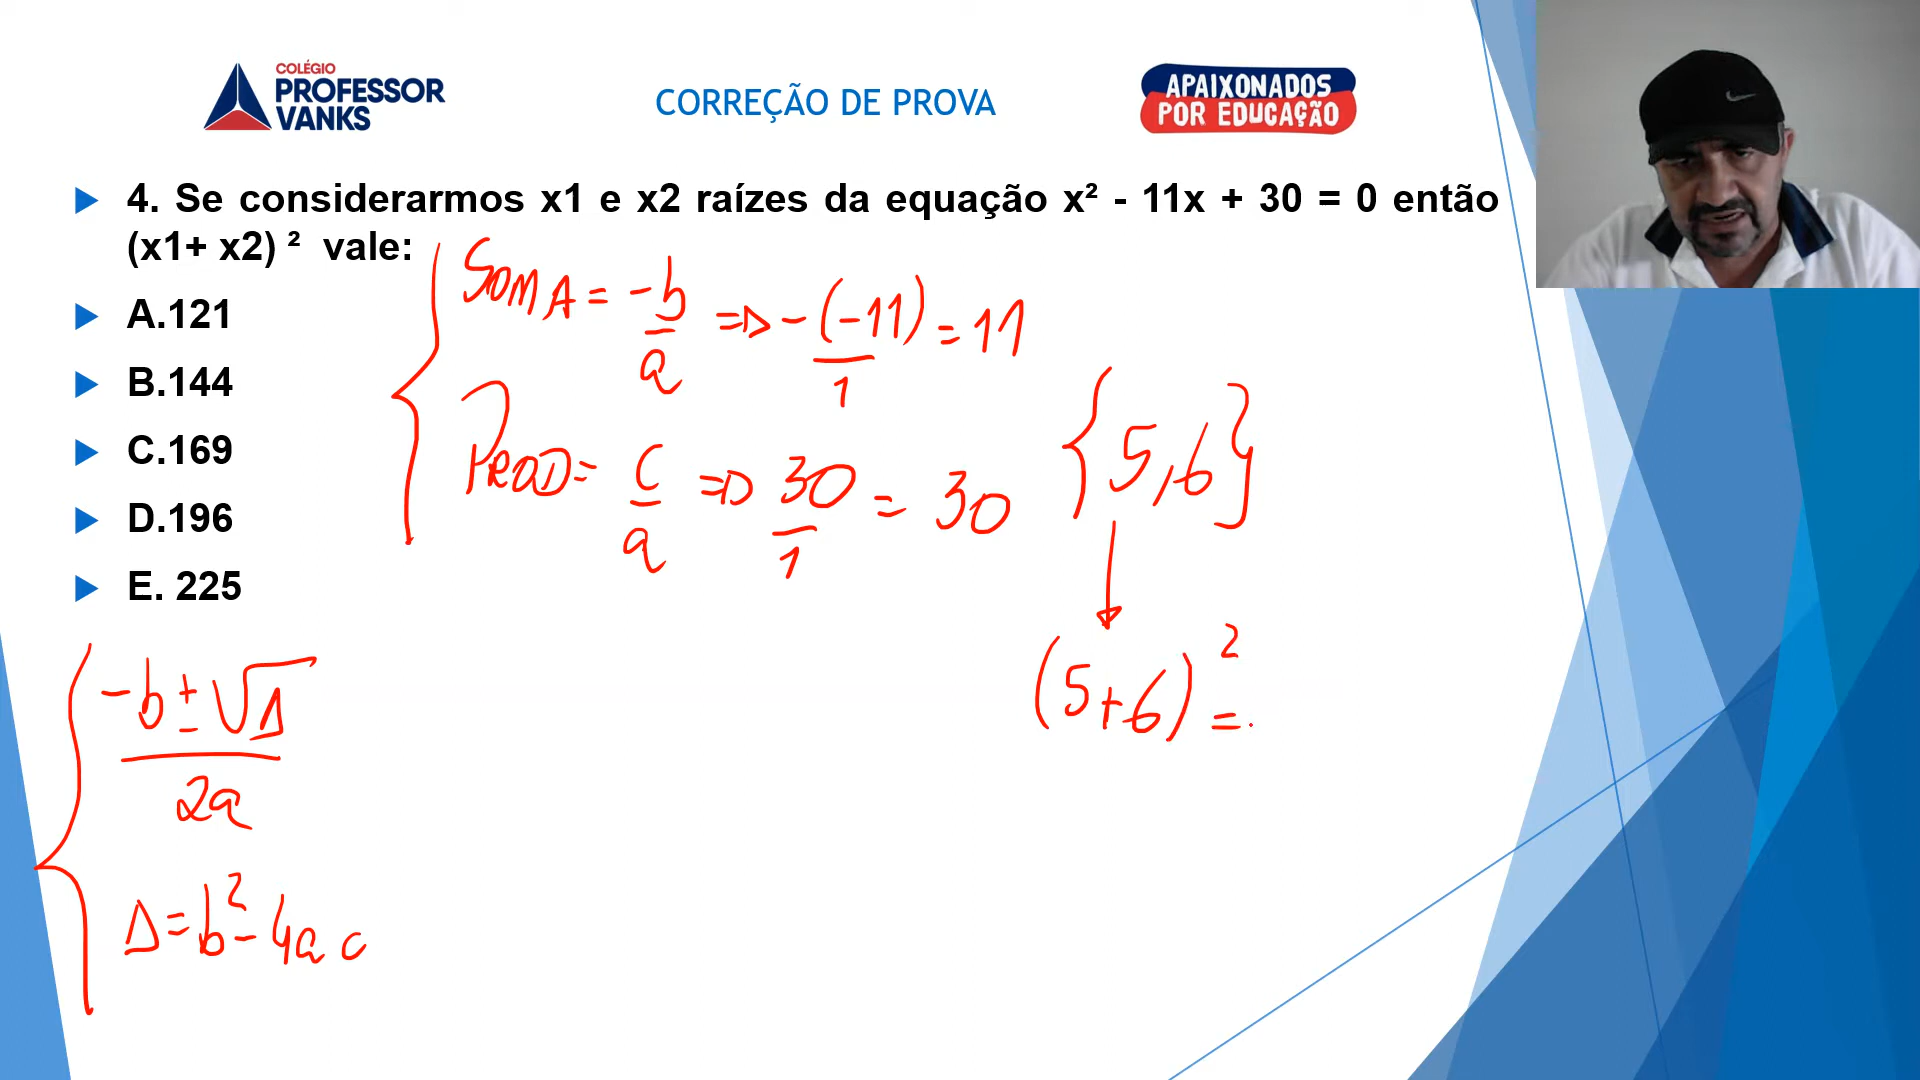 COLÉGIO
PROFESSOR
VANKS
CORREÇÃO DE PROVA
APAIXONADOS
POR EDUCAÇÃO
4. Se considerarmos x1 e x2 raízes da equação x² - 11x + 30 = 0 então
(x1+ x2) ² vale:
A.121
B.144
C.169
D.196
E. 225
SOMA = -b/a => -(-11)/1 = 11
PROD = c/a => 30/1 = 30
{5,6}
(5+6)² =
-b ± √Δ
2a
Δ = b² - 4ac